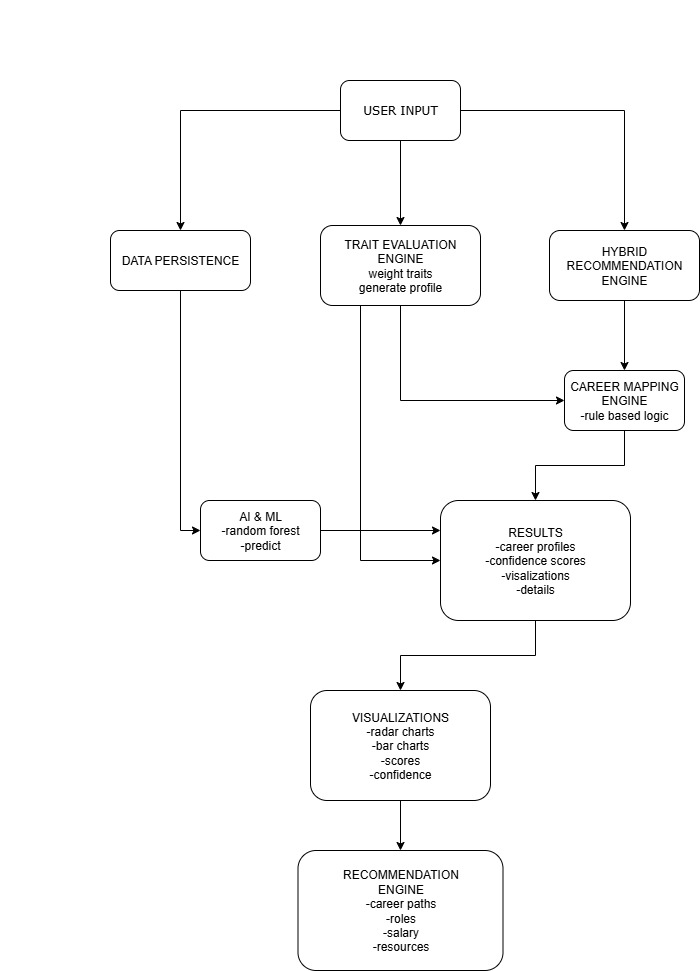 USER INPUT
DATA PERSISTENCE
TRAIT EVALUATION
ENGINE
weight traits
generate profile
HYBRID
RECOMMENDATION
ENGINE
CAREER MAPPING
ENGINE
-rule based logic
AI & ML
-random forest
-predict
RESULTS
-career profiles
-confidence scores
-visalizations
-details
VISUALIZATIONS
-radar charts
-bar charts
-scores
-confidence
RECOMMENDATION
ENGINE
-career paths
-roles
-salary
-resources